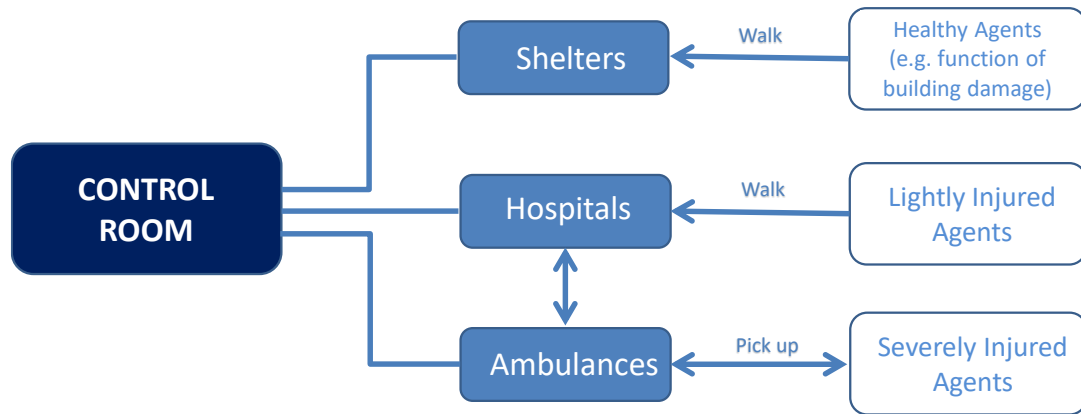 CONTROL
ROOM
Shelters
Walk
Healthy Agents
(e.g. function of
building damage)
Hospitals
Walk
Lightly Injured
Agents
Ambulances
Pick up
Severely Injured
Agents